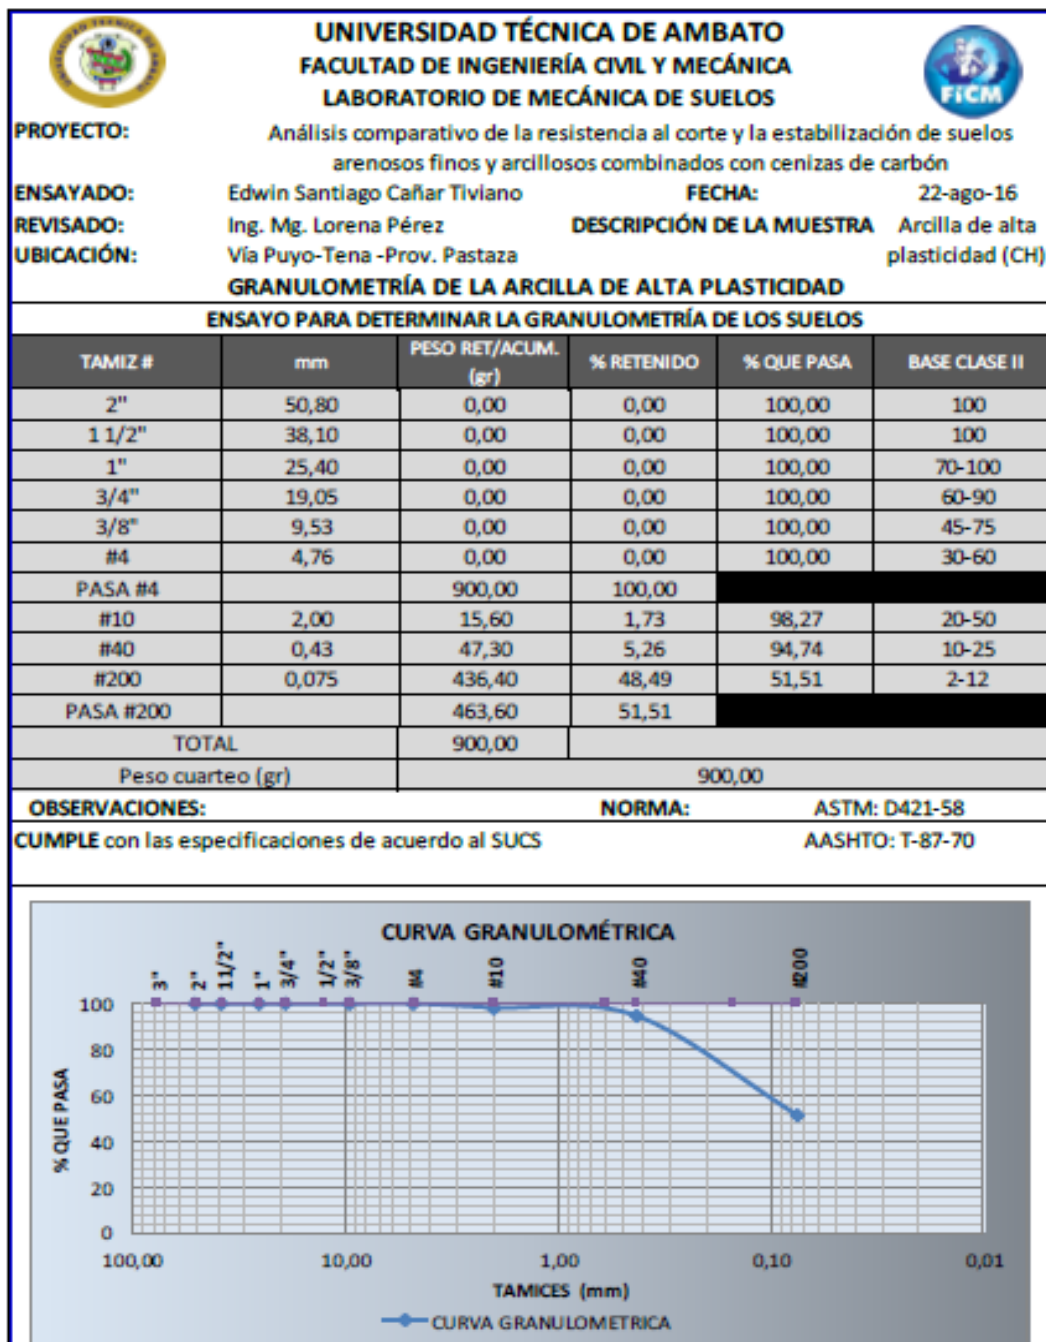 UNIVERSIDAD TÉCNICA DE AMBATO
FACULTAD DE INGENIERÍA CIVIL Y MECÁNICA
LABORATORIO DE MECÁNICA DE SUELOS
FiCM
PROYECTO: Análisis comparativo de la resistencia al corte y la estabilización de suelos
arenosos finos y arcillosos combinados con cenizas de carbón
ENSAYADO: Edwin Santiago Cañar Tiviano FECHA: 22-ago-16
REVISADO: Ing. Mg. Lorena Pérez DESCRIPCIÓN DE LA MUESTRA Arcilla de alta
UBICACIÓN: Vía Puyo-Tena -Prov. Pastaza plasticidad (CH)
GRANULOMETRÍA DE LA ARCILLA DE ALTA PLASTICIDAD
ENSAYO PARA DETERMINAR LA GRANULOMETRÍA DE LOS SUELOS
TAMIZ # mm PESO RET/ACUM. (gr) % RETENIDO % QUE PASA BASE CLASE II
2" 50,80 0,00 0,00 100,00 100
1 1/2" 38,10 0,00 0,00 100,00 100
1" 25,40 0,00 0,00 100,00 70-100
3/4" 19,05 0,00 0,00 100,00 60-90
3/8" 9,53 0,00 0,00 100,00 45-75
#4 4,76 0,00 0,00 100,00 30-60
PASA #4 900,00 100,00
#10 2,00 15,60 1,73 98,27 20-50
#40 0,43 47,30 5,26 94,74 10-25
#200 0,075 436,40 48,49 51,51 2-12
PASA #200 463,60 51,51
TOTAL 900,00
Peso cuarteo (gr) 900,00
OBSERVACIONES: NORMA: ASTM: D421-58
CUMPLE con las especificaciones de acuerdo al SUCS AASHTO: T-87-70
CURVA GRANULOMÉTRICA
3" 2" 11/2" 1" 3/4" 1/2" 3/8" #4 #10 #40 #200
% QUE PASA
100
80
60
40
20
0
100,00 10,00 1,00 0,10 0,01
TAMICES (mm)
CURVA GRANULOMETRICA